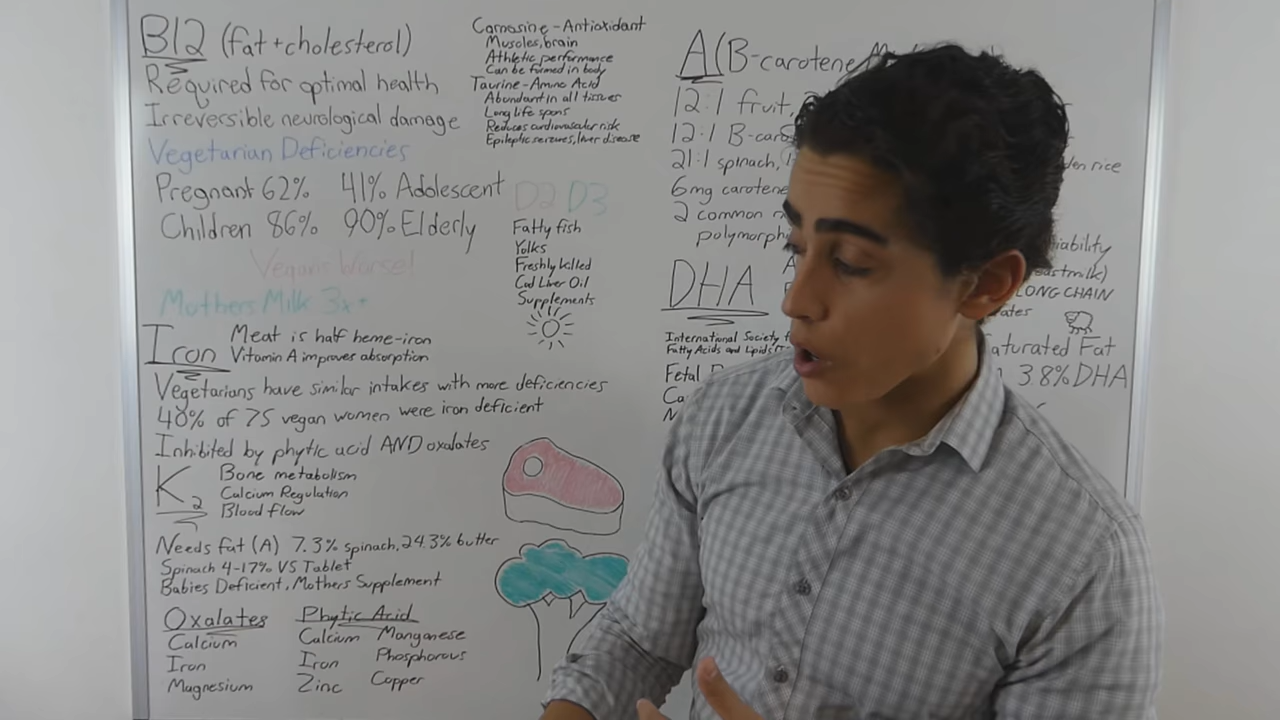 B12 (fat+cholesterol)
Required for optimal health
Irreversible neurological damage
Vegetarian Deficiencies
Pregnant 62% 41% Adolescent
Children 86% 90% Elderly
Vegans Worse!
Mothers Milk 3x
Carnosine - Antioxidant
Muscles, brain
Athletic performance
Can be formed in body
Taurine - Amino Acid
Abundant in all tissues
Long life span
Reduces cardiovascular risk
Epileptic seizures, liver disease
D2 D3
Fatty fish
Yolks
Freshly killed
Cod Liver Oil
Supplements
Iron
Meat is half heme-iron
Vitamin A improves absorption
Vegetarians have similar intakes with more deficiencies
40% of 75 vegan women were iron deficient
Inhibited by phytic acid AND oxalates
K2
Bone metabolism
Calcium Regulation
Blood flow
Needs fat (A) 7.3% spinach, 24.3% butter
Spinach 4-17% VS Tablet
Babies Deficient, Mothers Supplement
Oxalates
Calcium
Iron
Magnesium
Phytic Acid
Calcium Manganese
Iron Phosphorous
Zinc Copper
A (B-carotene
12:1 fruit,
12:1 B-car
21:1 spinach,
6mg carotene
2 common
polymorph
DHA
LONG CHAIN
International Society
Fatty Acids and Lipids
aturated Fat
Fetal
3.8% DHA